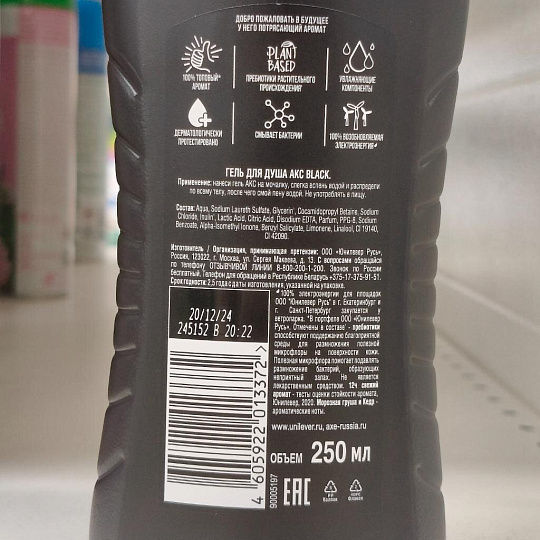 ДОБРО ПОЖАЛОВАТЬ В БУДУЩЕЕ
У НЕГО ПОТРЯСАЮЩИЙ АРОМАТ
100% ТОПОВЫЙ
АРОМАТ
PLANT
BASED
ПРЕБИОТИКИ РАСТИТЕЛЬНОГО
ПРОИСХОЖДЕНИЯ
УВЛАЖНЯЮЩИЕ
КОМПОНЕНТЫ
ДЕРМАТОЛОГИЧЕСКИ
ПРОТЕСТИРОВАНО
СМЫВАЕТ БАКТЕРИИ
100% ВОЗОБНОВЛЯЕМАЯ
ЭЛЕКТРОЭНЕРГИЯ
ГЕЛЬ ДЛЯ ДУША АКС BLACK.
Применение: нанеси гель АКС на мочалку, слегка вспень водой и распредели
по всему телу, после чего смой пену водой. Не употреблять в пищу.
Состав: Aqua, Sodium Laureth Sulfate, Glycerin, Cocamidopropyl Betaine, Sodium
Chloride, Inulin, Lactic Acid, Citric Acid, Disodium EDTA, Parfum, PPG-8, Sodium
Benzoate, Alpha-Isomethyl Ionone, Benzyl Salicylate, Limonene, Linalool, CI 19140,
CI 42090.
Изготовитель / Организация, принимающая претензии: ООО «Юнилевер Русь»,
Россия, 123022, г. Москва, ул. Сергея Макеева, д. 13. С вопросами обращайся
по телефону ОТЗЫВЧИВОЙ ЛИНИИ 8-800-200-1-200. Звонок по России
бесплатный. Телефон для обращений в Республике Беларусь +375-17-375-91-51.
Срок годности: 2,5 года с даты изготовления, указанной на упаковке.
20/12/24
245152 B 20:22
4 605922 013372 >
90005197
100% электроэнергии для площадок
ООО "Юнилевер Русь" в г. Екатеринбург и
г. Санкт-Петербург закупается у
ветропарка. *В портфеле ООО «Юнилевер
Русь». Отмечены в составе - пребиотики
способствуют поддержанию благоприятной
среды для размножения полезной
микрофлоры на поверхности кожи.
Полезная микрофлора помогает подавлять
размножение бактерий, образующих
неприятный запах. Не является
лекарственным средством. 12ч свежий
аромат - тесты оценки стойкости аромата,
Юнилевер, 2020. Морозная груша и Кедр -
ароматические ноты.
www.unilever.ru, axe-russia.ru
ОБЪЕМ 250 мл
EAC